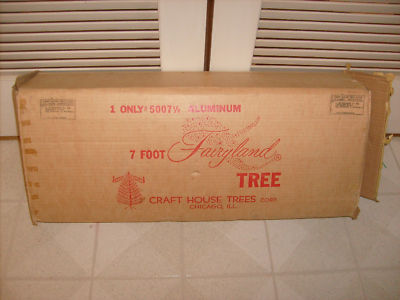 1 ONLY #5007½ ALUMINUM
7 FOOT Fairyland®
TREE
CRAFT HOUSE TREES CORP.
CHICAGO, ILL.